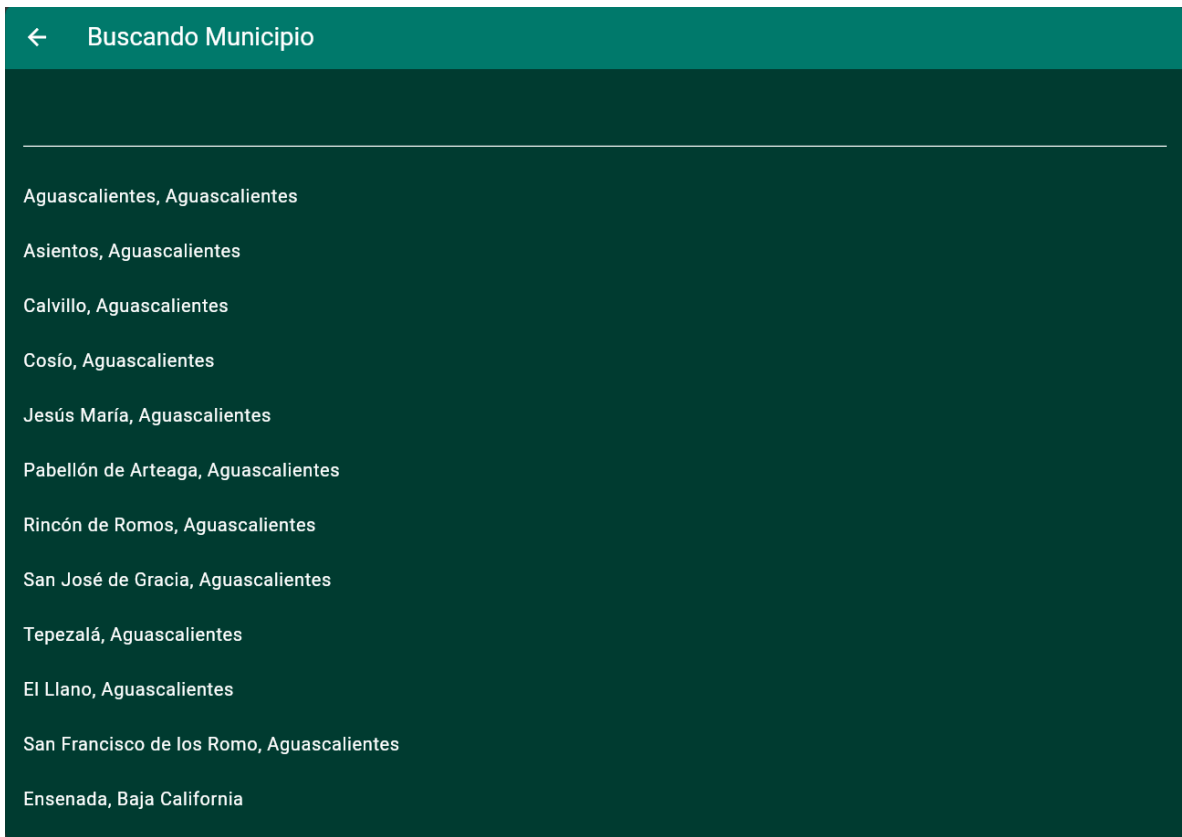 Buscando Municipio
Aguascalientes, Aguascalientes
Asientos, Aguascalientes
Calvillo, Aguascalientes
Cosío, Aguascalientes
Jesús María, Aguascalientes
Pabellón de Arteaga, Aguascalientes
Rincón de Romos, Aguascalientes
San José de Gracia, Aguascalientes
Tepezalá, Aguascalientes
El Llano, Aguascalientes
San Francisco de los Romo, Aguascalientes
Ensenada, Baja California